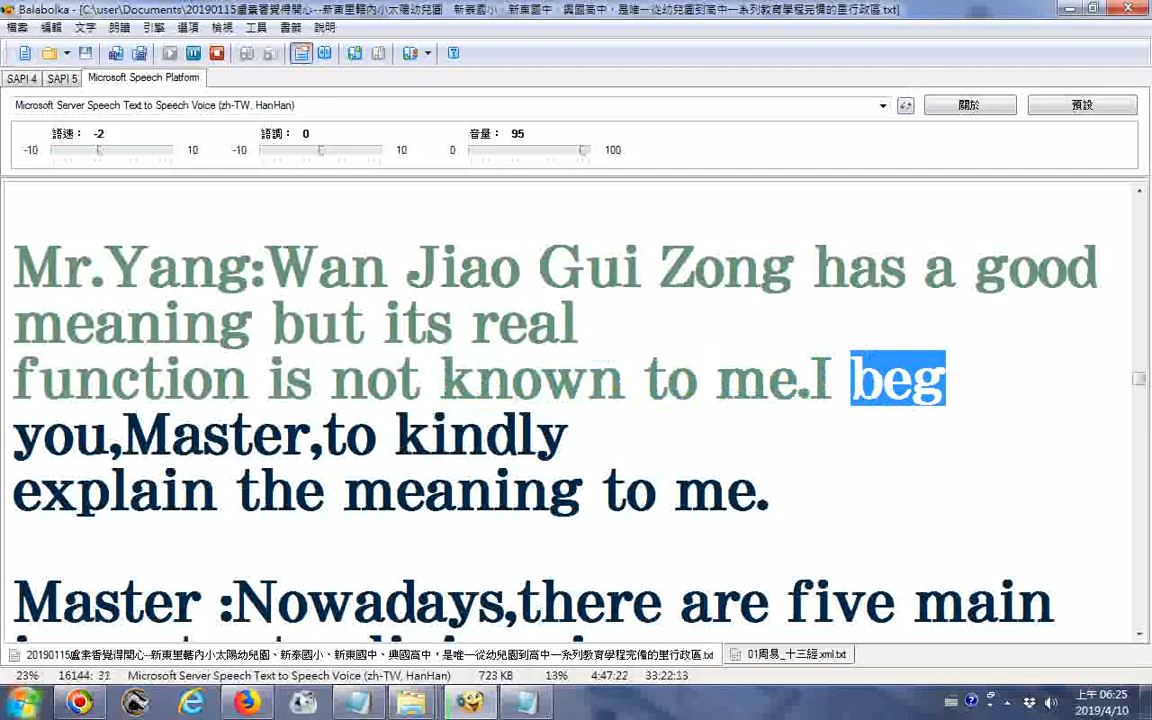 Balabolka - [C:\user\Documents\20190115盧素香覺得開心--新東里轄內小太陽幼兒園、新泰國小、新東國中、興國高中，是唯一從幼兒園到高中一系列教育學程完備的里行政區.txt]
檔案 編輯 文字 朗讀 引擎 選項 檢視 工具 書籤 說明
SAPI 4 SAPI 5 Microsoft Speech Platform
Microsoft Server Speech Text to Speech Voice (zh-TW, HanHan) 關於 預設
語速： -2 語調： 0 音量： 95
-10 10 -10 10 0 100
Mr.Yang:Wan Jiao Gui Zong has a good
meaning but its real
function is not known to me.I beg
you,Master,to kindly
explain the meaning to me.
Master :Nowadays,there are five main
20190115盧素香覺得開心--新東里轄內小太陽幼兒園、新泰國小、新東國中、興國高中，是唯一從幼兒園到高中一系列教育學程完備的里行政區.txt 01周易_十三經.xml.txt
23% 16144: 31 Microsoft Server Speech Text to Speech Voice (zh-TW, HanHan) 723 KB 13% 4:47:22 33:22:13
上午 06:25
2019/4/10